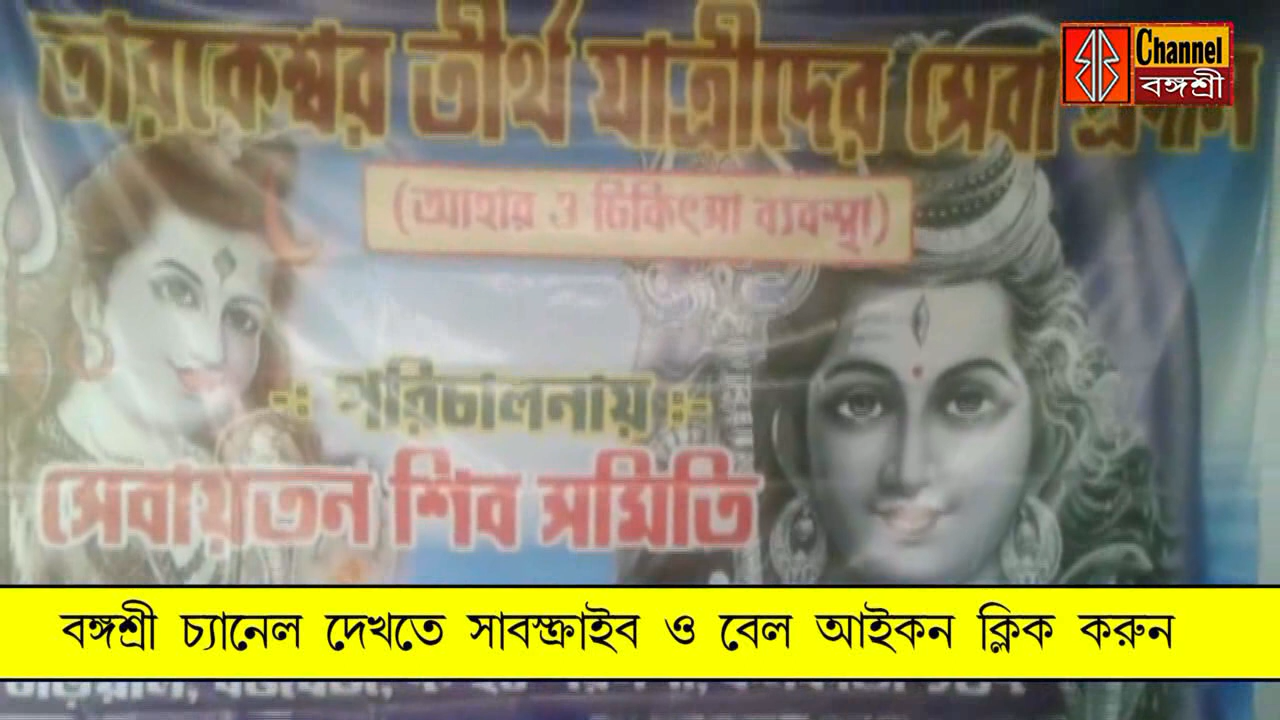 তারকেশ্বর তীর্থ যাত্রীদের সেবা প্রদান
Channel
বঙ্গশ্রী
(আহার ও চিকিৎসা ব্যবস্থা)
:: পরিচালনায় ::
সেবায়তন শিব সমিতি
বঙ্গশ্রী চ্যানেল দেখতে সাবস্ক্রাইব ও বেল আইকন ক্লিক করুন